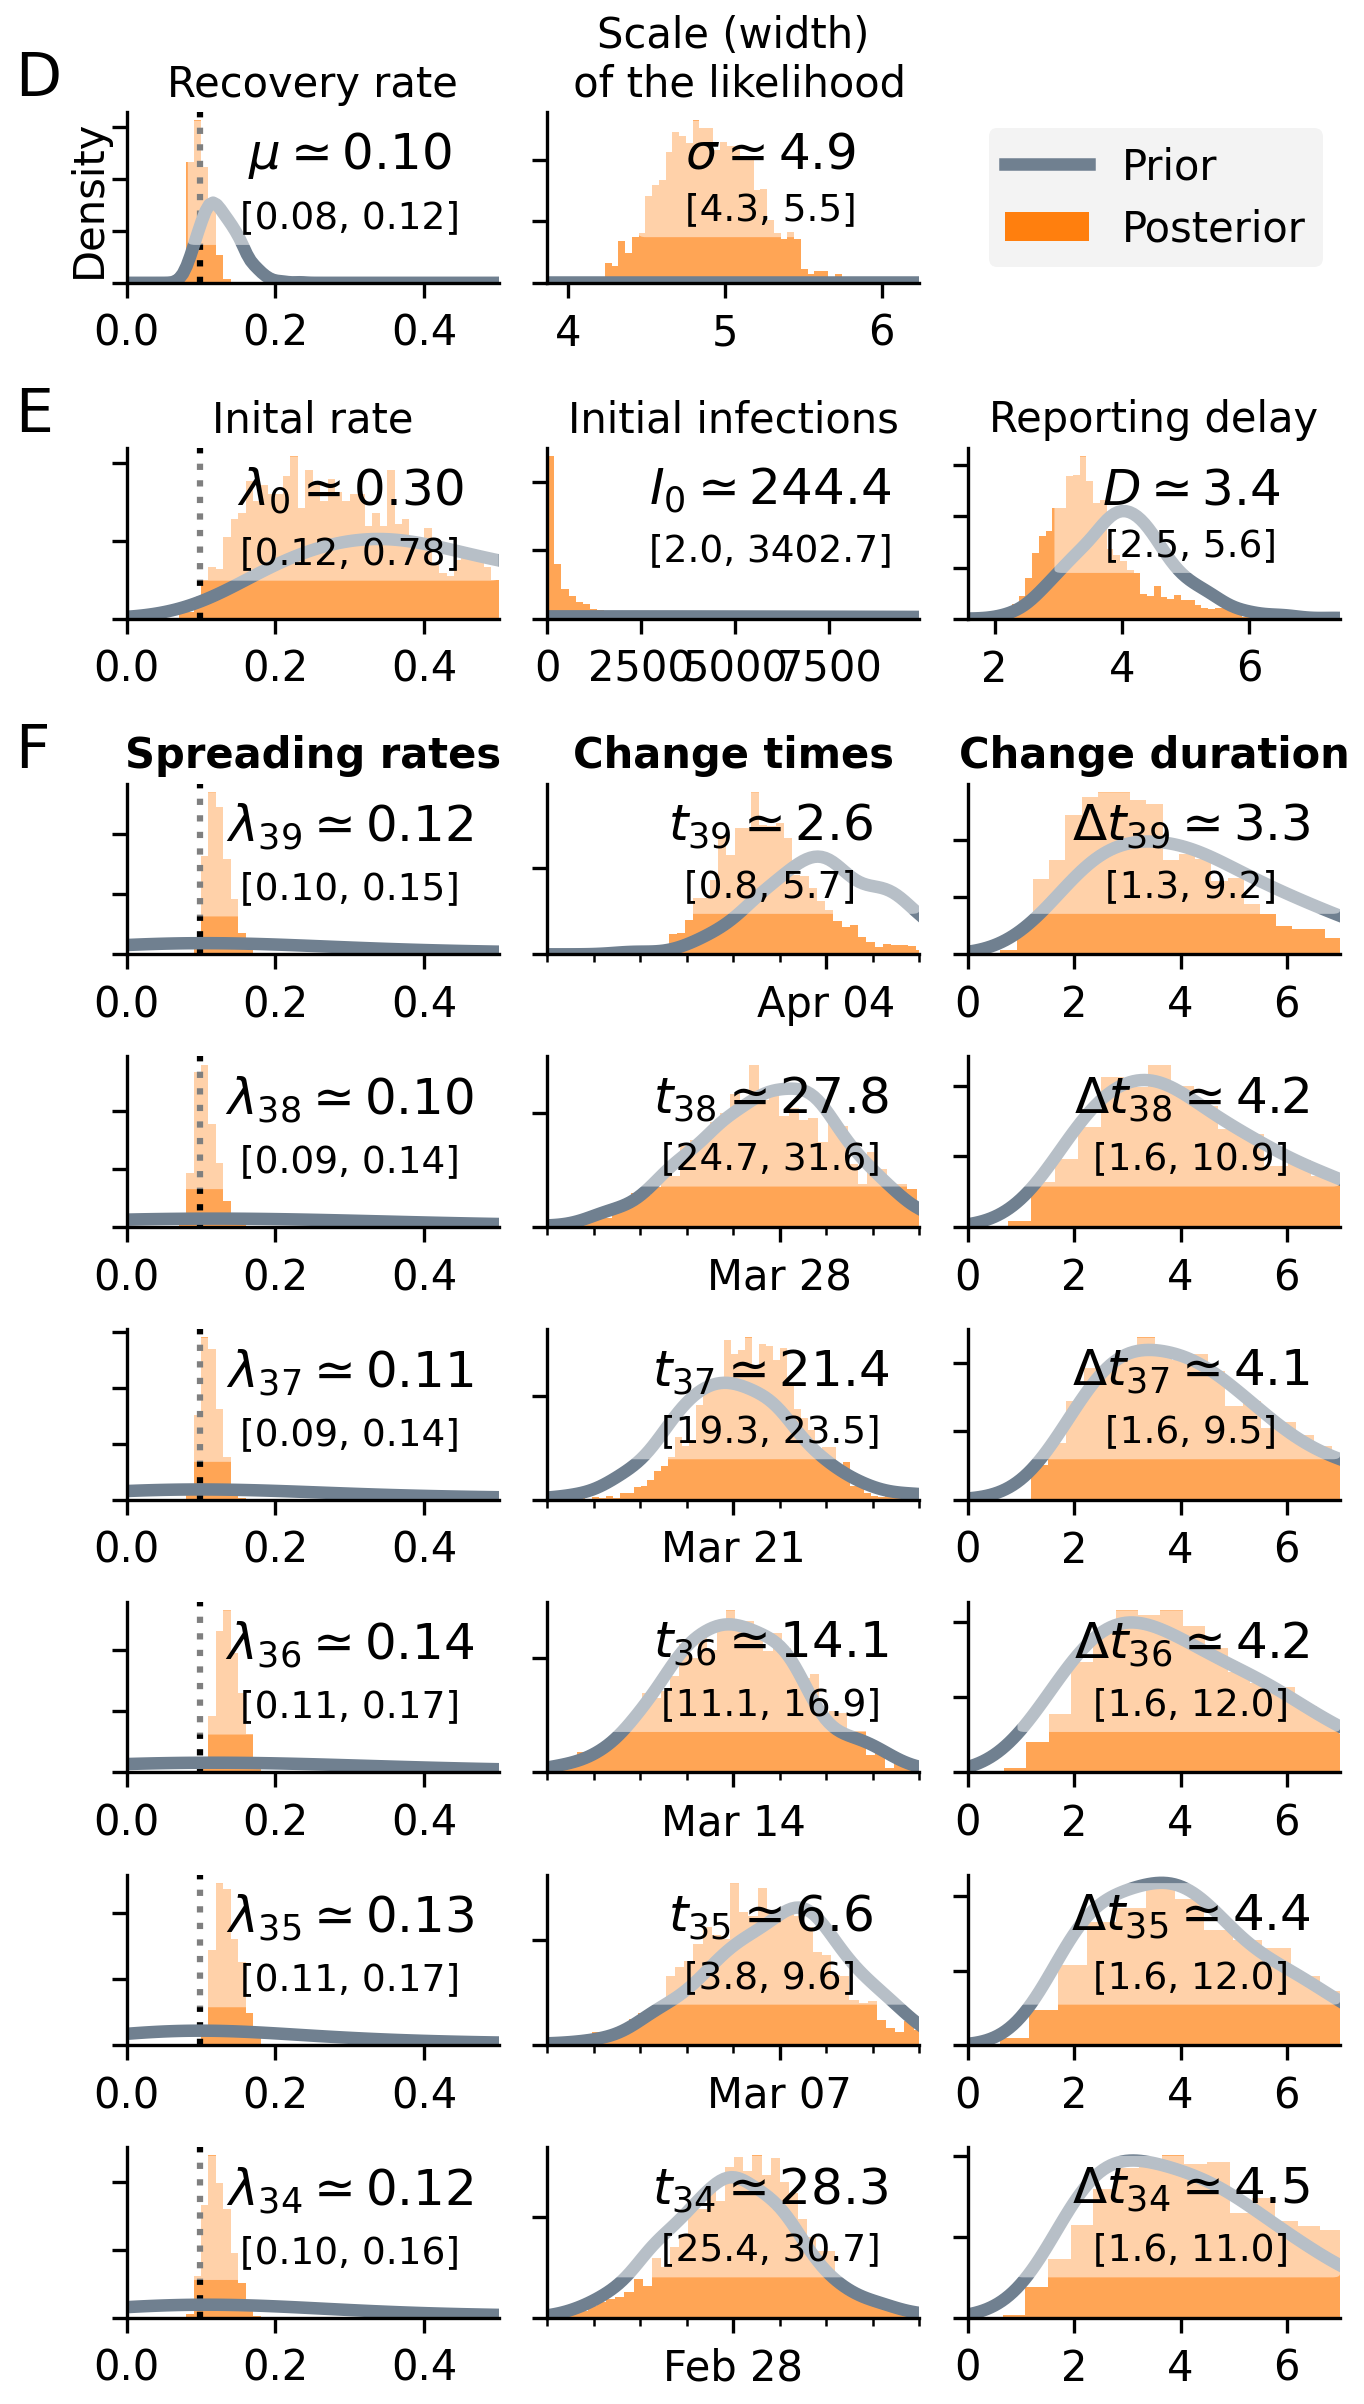 D
Recovery rate
Scale (width)
of the likelihood
Density
μ ≃ 0.10
[0.08, 0.12]
0.0 0.2 0.4
σ ≃ 4.9
[4.3, 5.5]
4 5 6
Prior
Posterior
E
Inital rate
λ0 ≃ 0.30
[0.12, 0.78]
0.0 0.2 0.4
Initial infections
I0 ≃ 244.4
[2.0, 3402.7]
0 2500 5000 7500
Reporting delay
D ≃ 3.4
[2.5, 5.6]
2 4 6
F
Spreading rates
Change times
Change duration
λ39 ≃ 0.12
[0.10, 0.15]
0.0 0.2 0.4
t39 ≃ 2.6
[0.8, 5.7]
Apr 04
Δt39 ≃ 3.3
[1.3, 9.2]
0 2 4 6
λ38 ≃ 0.10
[0.09, 0.14]
0.0 0.2 0.4
t38 ≃ 27.8
[24.7, 31.6]
Mar 28
Δt38 ≃ 4.2
[1.6, 10.9]
0 2 4 6
λ37 ≃ 0.11
[0.09, 0.14]
0.0 0.2 0.4
t37 ≃ 21.4
[19.3, 23.5]
Mar 21
Δt37 ≃ 4.1
[1.6, 9.5]
0 2 4 6
λ36 ≃ 0.14
[0.11, 0.17]
0.0 0.2 0.4
t36 ≃ 14.1
[11.1, 16.9]
Mar 14
Δt36 ≃ 4.2
[1.6, 12.0]
0 2 4 6
λ35 ≃ 0.13
[0.11, 0.17]
0.0 0.2 0.4
t35 ≃ 6.6
[3.8, 9.6]
Mar 07
Δt35 ≃ 4.4
[1.6, 12.0]
0 2 4 6
λ34 ≃ 0.12
[0.10, 0.16]
0.0 0.2 0.4
t34 ≃ 28.3
[25.4, 30.7]
Feb 28
Δt34 ≃ 4.5
[1.6, 11.0]
0 2 4 6